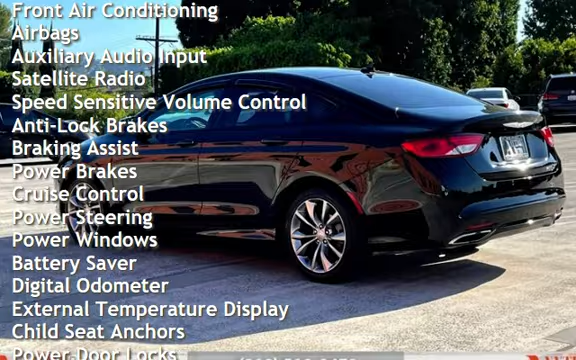 Front Air Conditioning
Airbags
Auxiliary Audio Input
Satellite Radio
Speed Sensitive Volume Control
Anti-Lock Brakes
Braking Assist
Power Brakes
Cruise Control
Power Steering
Power Windows
Battery Saver
Digital Odometer
External Temperature Display
Child Seat Anchors
Power Door Locks